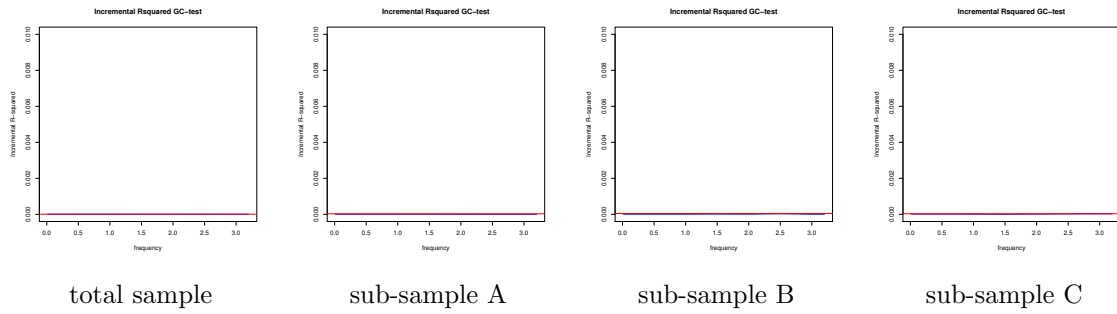 Incremental Rsquared GC−test
Incremental R−squared
0.010
0.008
0.006
0.004
0.002
0.000
0.0 0.5 1.0 1.5 2.0 2.5 3.0
frequency
total sample
Incremental Rsquared GC−test
Incremental R−squared
0.010
0.008
0.006
0.004
0.002
0.000
0.0 0.5 1.0 1.5 2.0 2.5 3.0
frequency
sub-sample A
Incremental Rsquared GC−test
Incremental R−squared
0.010
0.008
0.006
0.004
0.002
0.000
0.0 0.5 1.0 1.5 2.0 2.5 3.0
frequency
sub-sample B
Incremental Rsquared GC−test
Incremental R−squared
0.010
0.008
0.006
0.004
0.002
0.000
0.0 0.5 1.0 1.5 2.0 2.5 3.0
frequency
sub-sample C